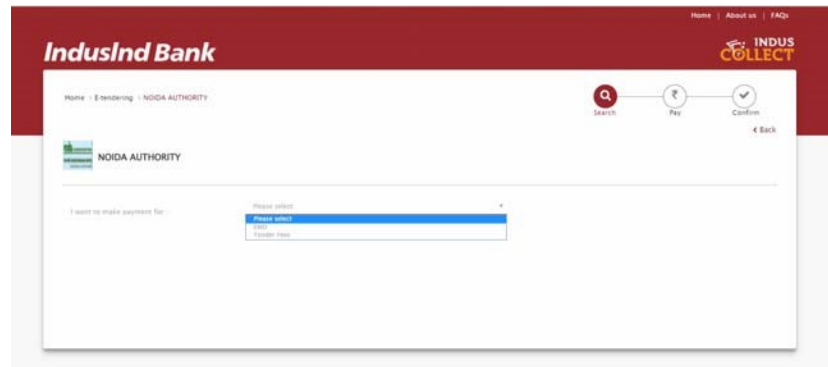 Home | About us | FAQs
IndusInd Bank
INDUS
COLLECT
Home > E-tendering > NOIDA AUTHORITY
Search
Pay
Confirm
< Back
NOIDA AUTHORITY
I want to make payment for
Please select
Please select
EMD
Tender Fees